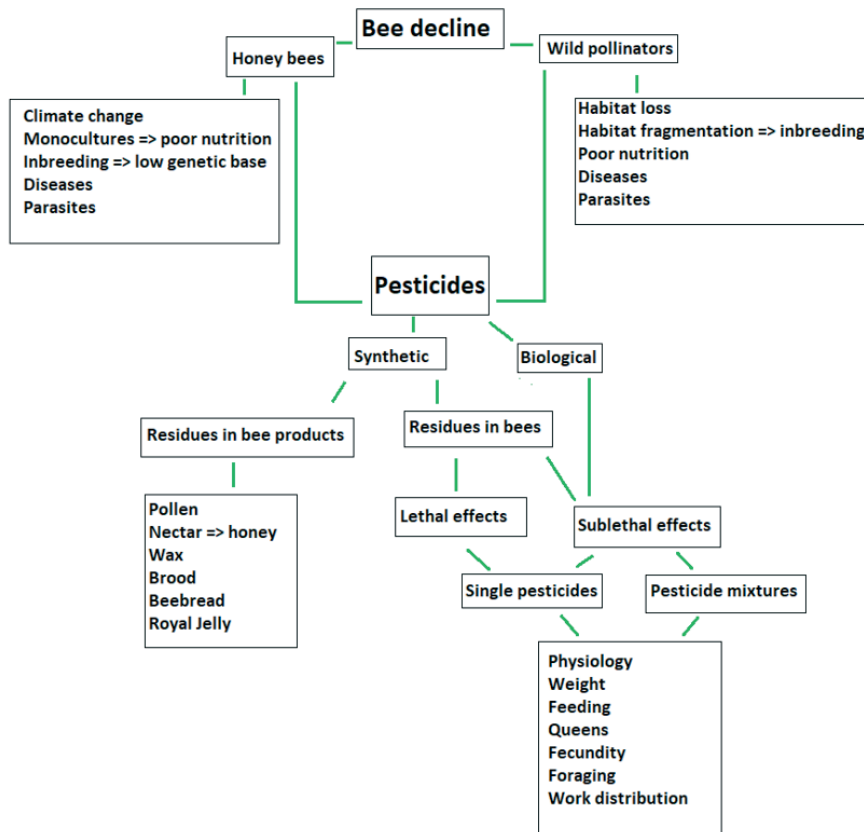 Bee decline
Honey bees
Wild pollinators
Climate change
Monocultures => poor nutrition
Inbreeding => low genetic base
Diseases
Parasites
Habitat loss
Habitat fragmentation => inbreeding
Poor nutrition
Diseases
Parasites
Pesticides
Synthetic
Biological
Residues in bee products
Residues in bees
Pollen
Nectar => honey
Wax
Brood
Beebread
Royal Jelly
Lethal effects
Sublethal effects
Single pesticides
Pesticide mixtures
Physiology
Weight
Feeding
Queens
Fecundity
Foraging
Work distribution